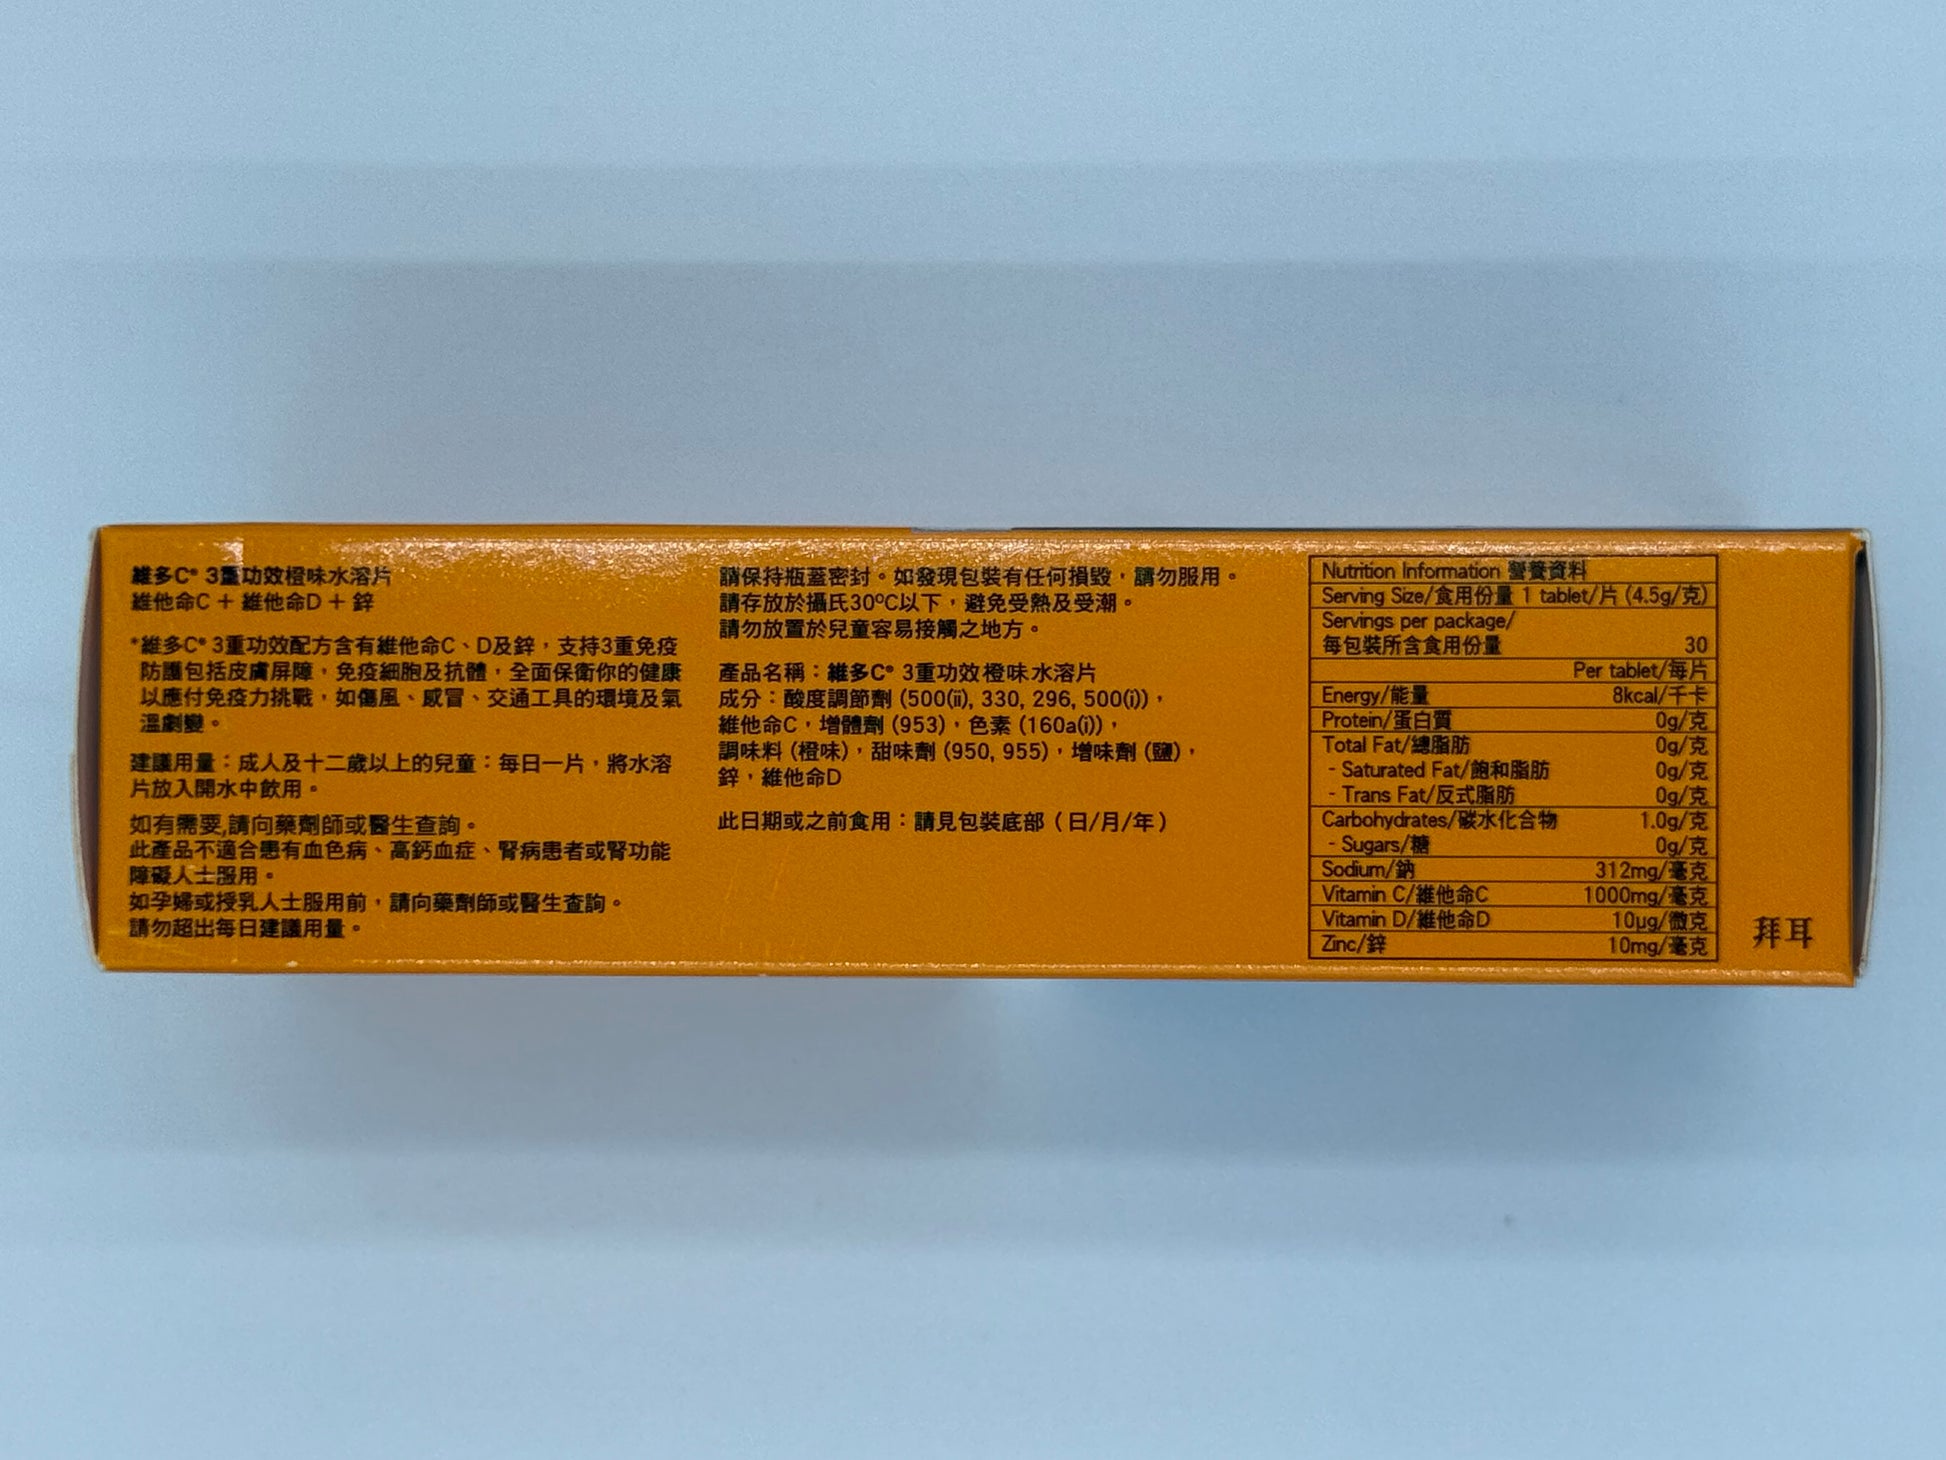 維多C® 3重功效橙味水溶片
維他命C + 維他命D + 鋅
*維多C® 3重功效配方含有維他命C、D及鋅，支持3重免疫
防護包括皮膚屏障，免疫細胞及抗體，全面保衛你的健康
以應付免疫力挑戰，如傷風、感冒、交通工具的環境及氣
溫劇變。
建議用量：成人及十二歲以上的兒童：每日一片，將水溶
片放入開水中飲用。
如有需要,請向藥劑師或醫生查詢。
此產品不適合患有血色病、高鈣血症、腎病患者或腎功能
障礙人士服用。
如孕婦或授乳人士服用前，請向藥劑師或醫生查詢。
請勿超出每日建議用量。
請保持瓶蓋密封。如發現包裝有任何損毀，請勿服用。
請存放於攝氏30ºC以下，避免受熱及受潮。
請勿放置於兒童容易接觸之地方。
產品名稱：維多C® 3重功效橙味水溶片
成分：酸度調節劑 (500(ii), 330, 296, 500(i))，
維他命C，增體劑 (953)，色素 (160a(i))，
調味料 (橙味)，甜味劑 (950, 955)，增味劑 (鹽)，
鋅，維他命D
此日期或之前食用：請見包裝底部（日/月/年）
Nutrition Information 營養資料
Serving Size/食用份量 1 tablet/片 (4.5g/克)
Servings per package/
每包裝所含食用份量 30
Per tablet/每片
Energy/能量 8kcal/千卡
Protein/蛋白質 0g/克
Total Fat/總脂肪 0g/克
- Saturated Fat/飽和脂肪 0g/克
- Trans Fat/反式脂肪 0g/克
Carbohydrates/碳水化合物 1.0g/克
- Sugars/糖 0g/克
Sodium/鈉 312mg/毫克
Vitamin C/維他命C 1000mg/毫克
Vitamin D/維他命D 10μg/微克
Zinc/鋅 10mg/毫克
拜耳